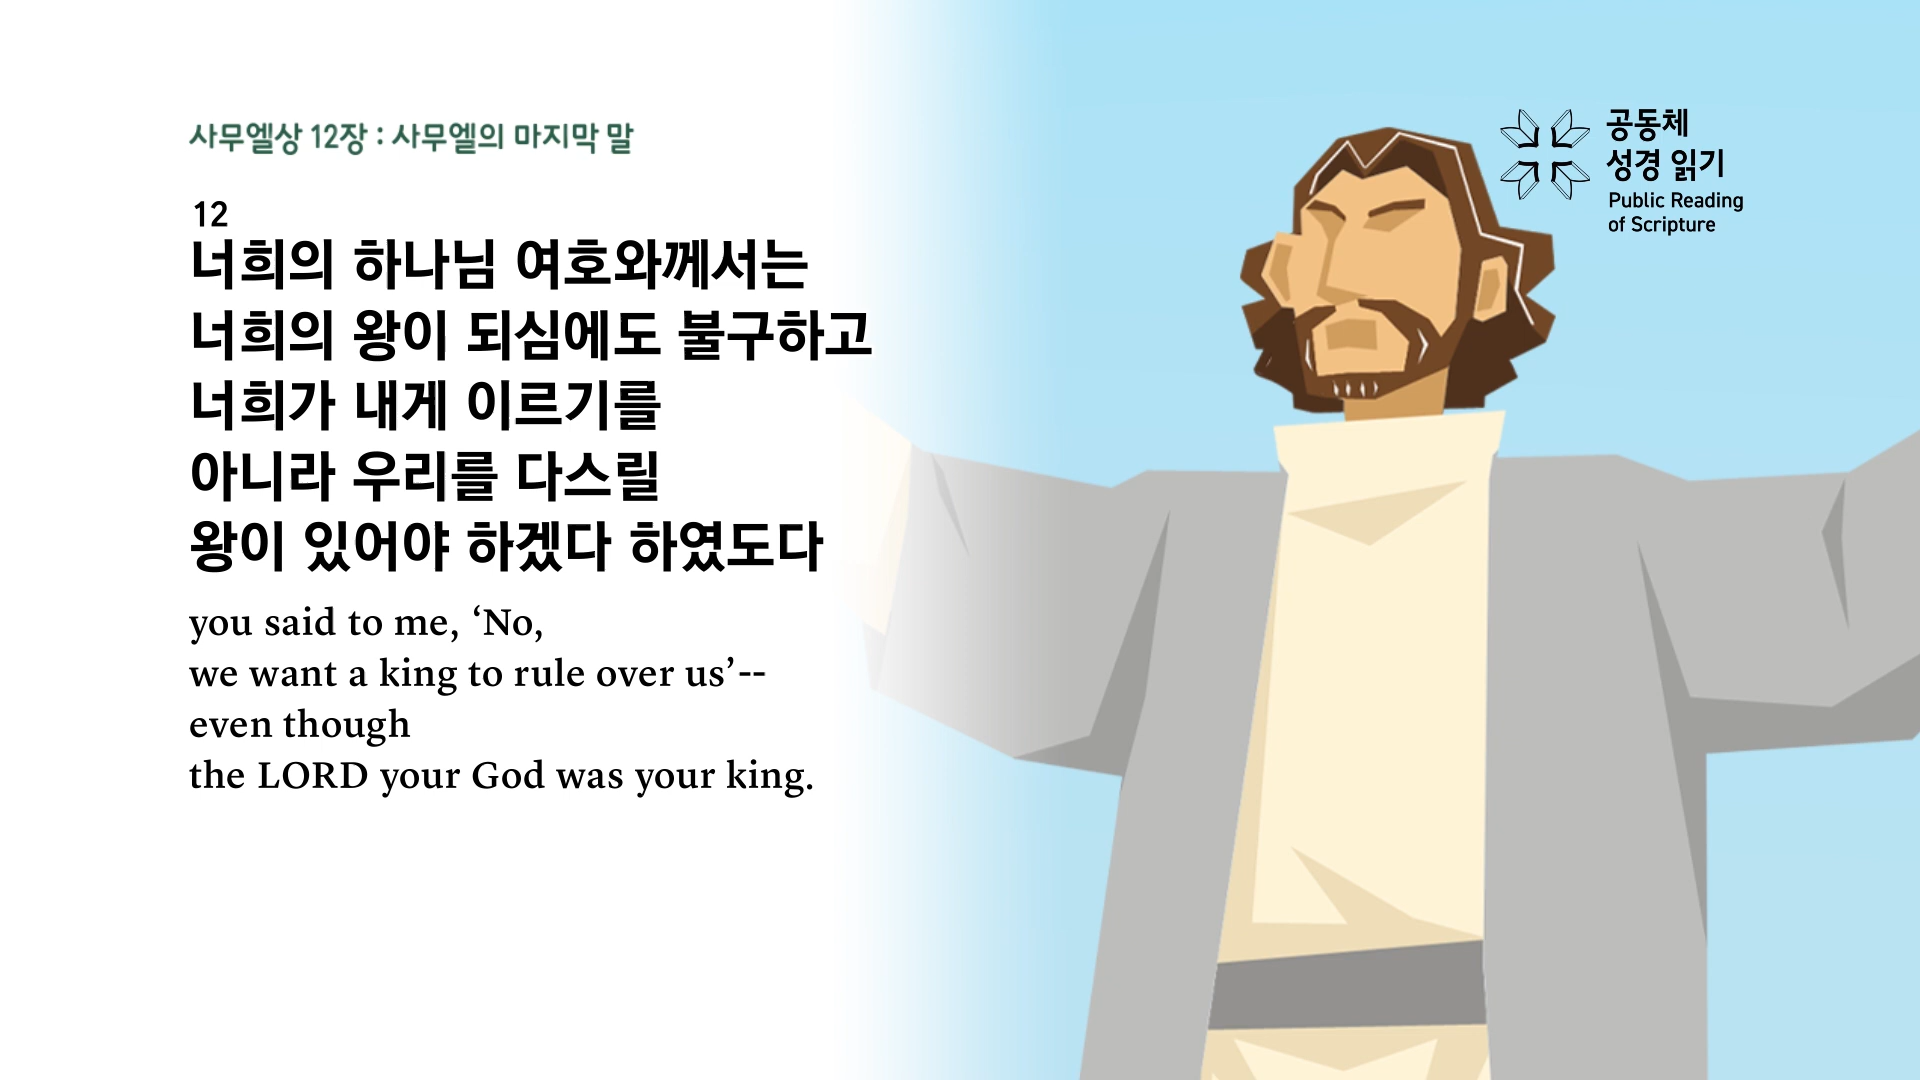 사무엘상 12장 : 사무엘의 마지막 말
12
너희의 하나님 여호와께서는
너희의 왕이 되심에도 불구하고
너희가 내게 이르기를
아니라 우리를 다스릴
왕이 있어야 하겠다 하였도다
you said to me, ‘No,
we want a king to rule over us’--
even though
the LORD your God was your king.
공동체
성경 읽기
Public Reading
of Scripture